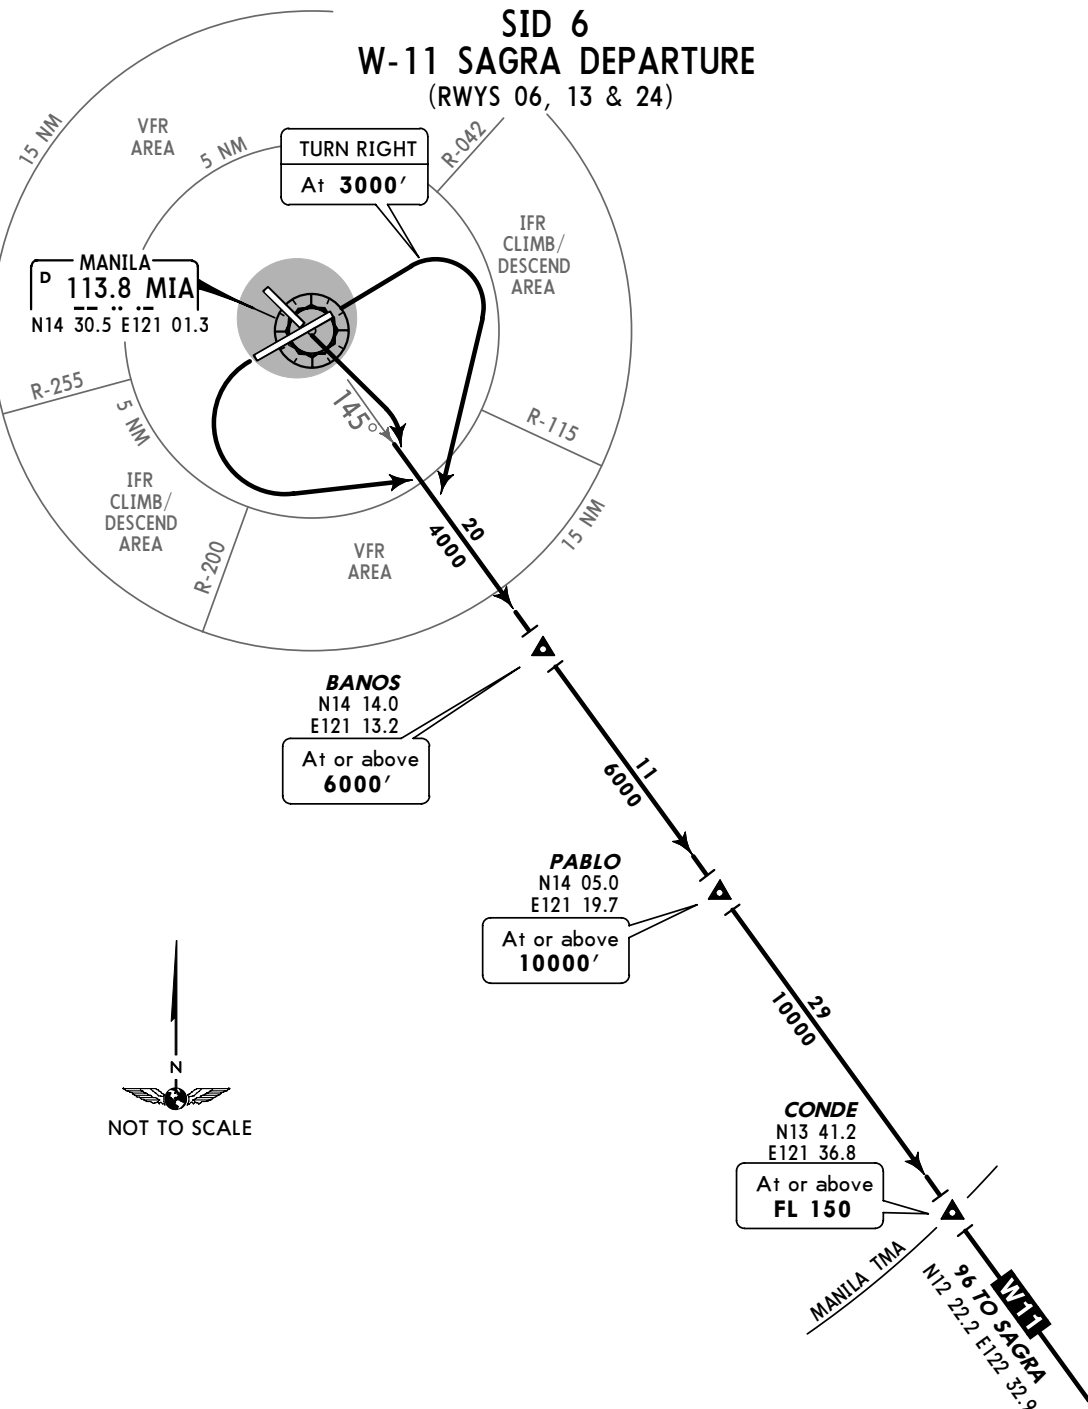 SID 6
W-11 SAGRA DEPARTURE
(RWYS 06, 13 & 24)
15 NM
VFR
AREA
5 NM
TURN RIGHT
At 3000'
R-042
IFR
CLIMB/
DESCEND
AREA
MANILA
D 113.8 MIA
N14 30.5 E121 01.3
R-255
5 NM
145°
R-115
IFR
CLIMB/
DESCEND
AREA
R-200
VFR
AREA
15 NM
20
4000
BANOS
N14 14.0
E121 13.2
At or above
6000'
11
6000
PABLO
N14 05.0
E121 19.7
At or above
10000'
29
10000
N
NOT TO SCALE
CONDE
N13 41.2
E121 36.8
At or above
FL 150
MANILA TMA
W11
96 TO SAGRA
N12 22.2 E122 32.9